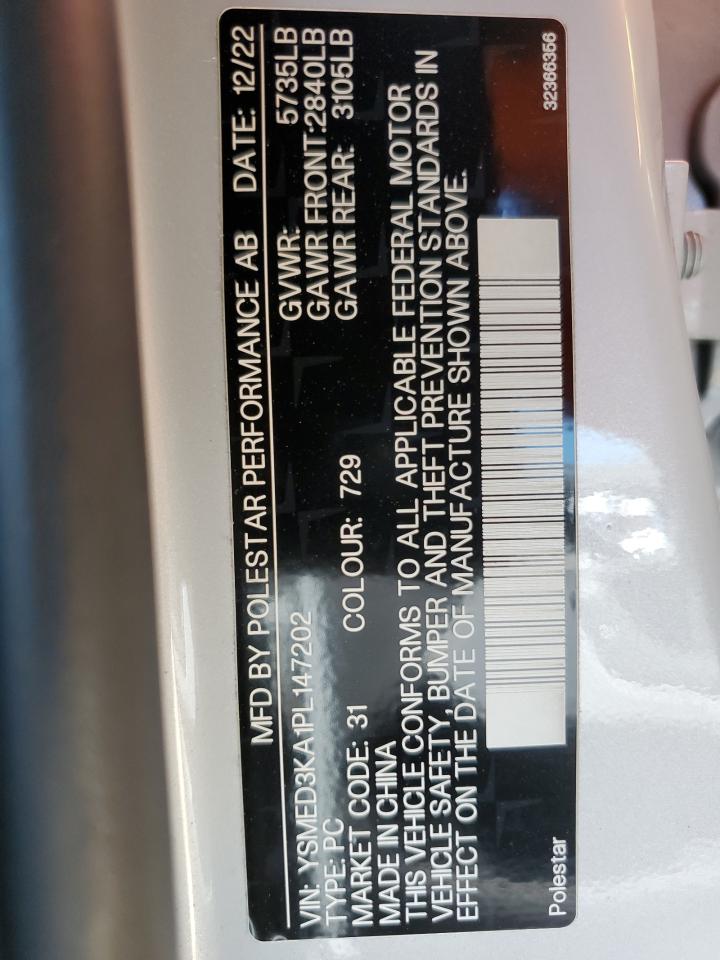 MFD BY POLESTAR PERFORMANCE AB DATE: 12/22
GVWR: 5735LB
GAWR FRONT:2840LB
VIN: YSMED3KA1PL147202
GAWR REAR: 3105LB
TYPE: PC
MARKET CODE: 31 COLOUR: 729
MADE IN CHINA
THIS VEHICLE CONFORMS TO ALL APPLICABLE FEDERAL MOTOR
VEHICLE SAFETY, BUMPER AND THEFT PREVENTION STANDARDS IN
EFFECT ON THE DATE OF MANUFACTURE SHOWN ABOVE.
Polestar 32366356